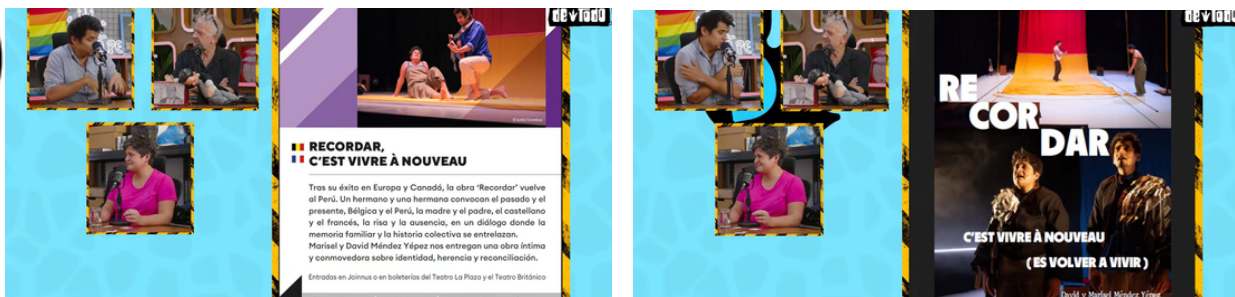 deVTodo
RECORDAR,
C'EST VIVRE À NOUVEAU
Tras su éxito en Europa y Canadá, la obra 'Recordar' vuelve
al Perú. Un hermano y una hermana convocan el pasado y el
presente, Bélgica y el Perú, la madre y el padre, el castellano
y el francés, la risa y la ausencia, en un diálogo donde la
memoria familiar y la historia colectiva se entrelazan.
Marisel y David Méndez Yépez nos entregan una obra íntima
y conmovedora sobre identidad, herencia y reconciliación.
Entradas en Joinnus o en boleterías del Teatro La Plaza y el Teatro Británico
RE
COR
DAR
C'EST VIVRE À NOUVEAU
( ES VOLVER A VIVIR )
David y Marisel Méndez Yépez